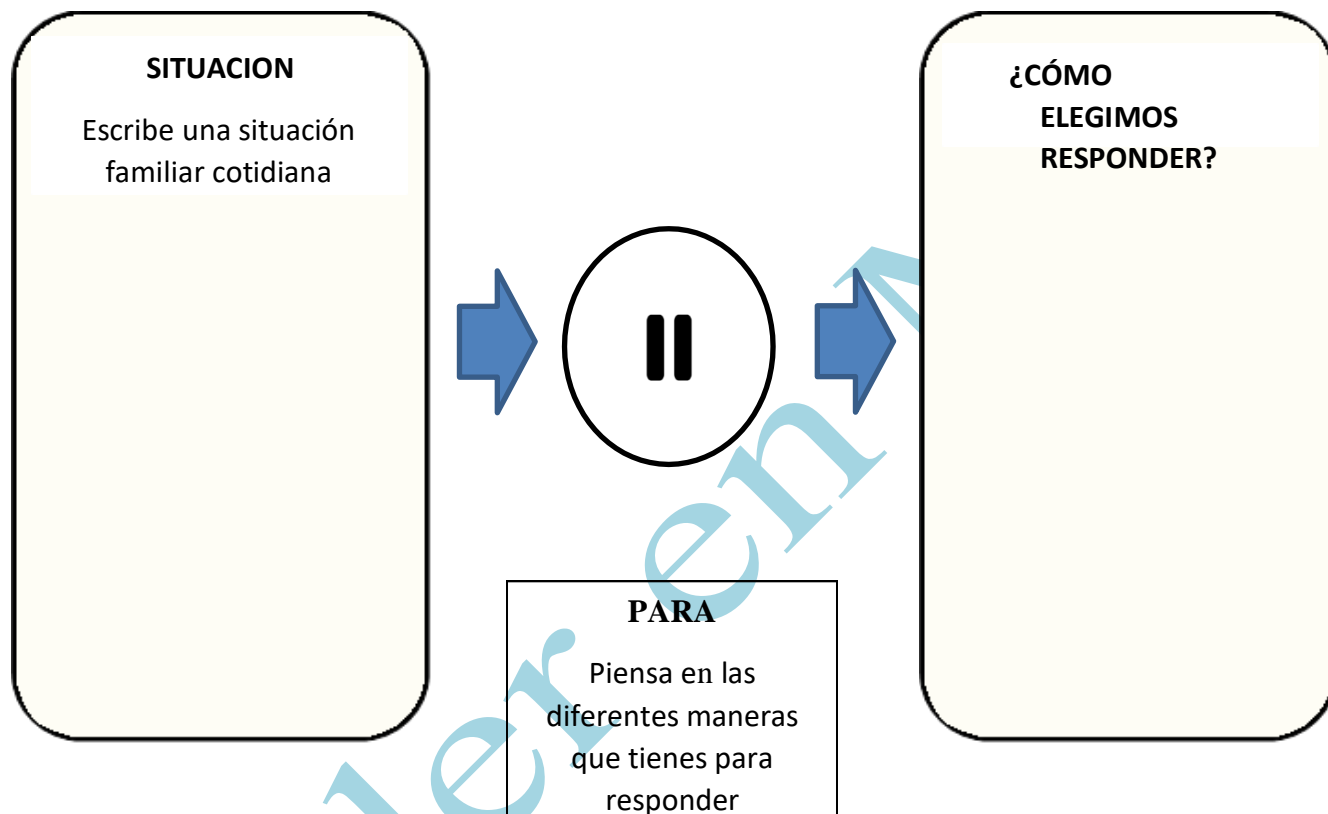 SITUACION
Escribe una situación
familiar cotidiana
¿CÓMO
ELEGIMOS
RESPONDER?
PARA
Piensa en las
diferentes maneras
que tienes para
responder